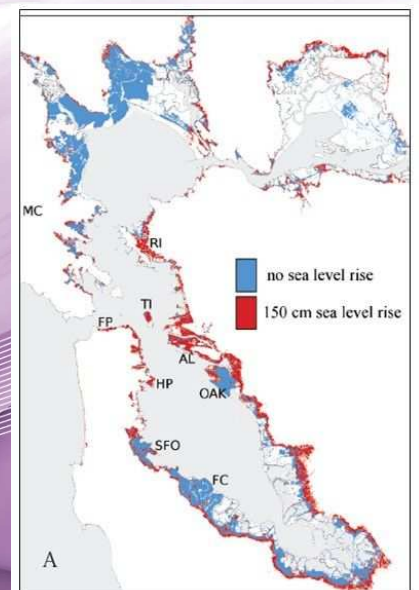 MC
RI
no sea level rise
150 cm sea level rise
TI
FP
AL
HP
OAK
SFO
FC
A